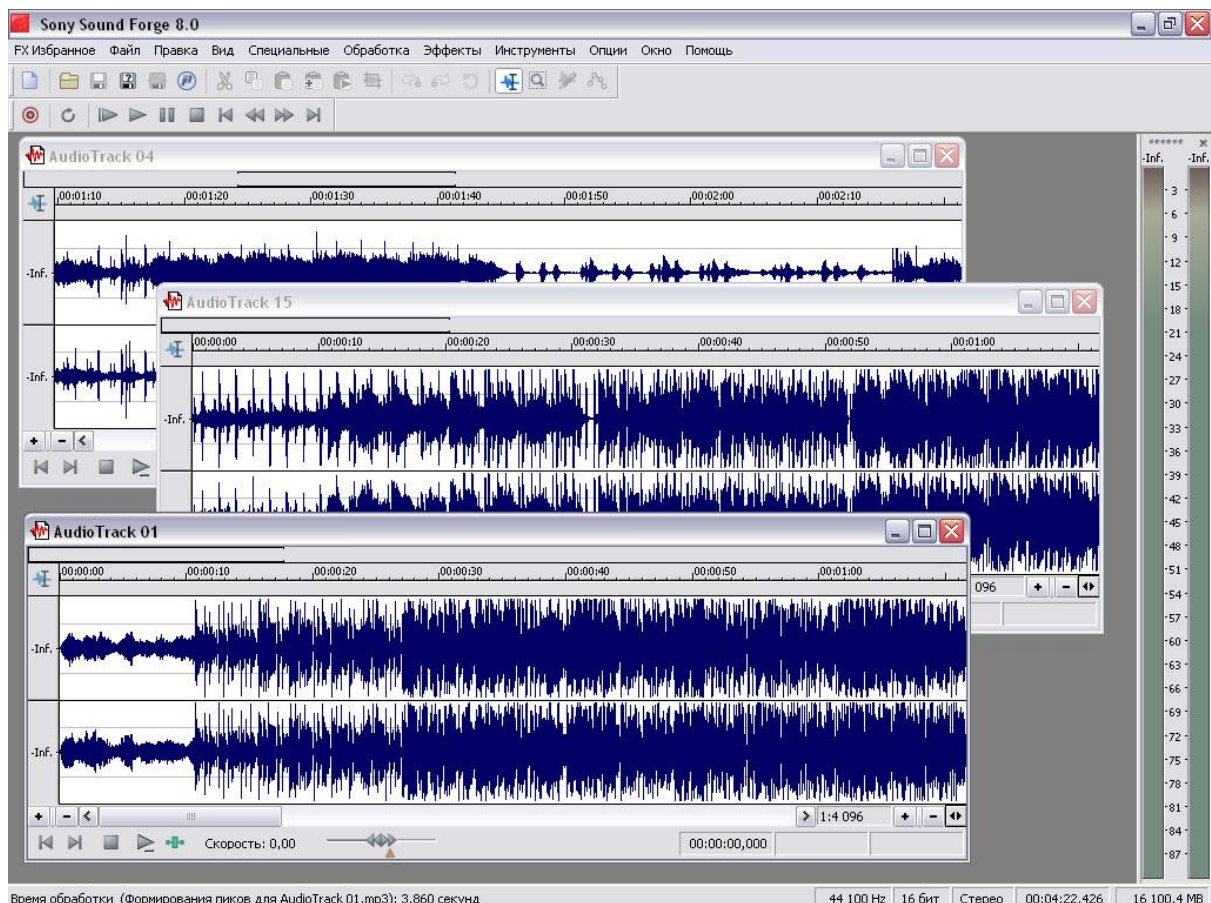 Sony Sound Forge 8.0
FX Избранное Файл Правка Вид Специальные Обработка Эффекты Инструменты Опции Окно Помощь
AudioTrack 04
-Inf. -Inf.
00:01:10 00:01:20 00:01:30 00:01:40 00:01:50 00:02:00 00:02:10
-Inf.
-Inf.
AudioTrack 15
00:00:00 00:00:10 00:00:20 00:00:30 00:00:40 00:00:50 00:01:00
-Inf.
096
AudioTrack 01
00:00:00 00:00:10 00:00:20 00:00:30 00:00:40 00:00:50 00:01:00
-Inf.
-Inf.
1:4 096
Скорость: 0,00
00:00:00,000
-3
-6
-9
-12
-15
-18
-21
-24
-27
-30
-33
-36
-39
-42
-45
-48
-51
-54
-57
-60
-63
-66
-69
-72
-75
-78
-81
-84
-87
Время обработки (Формирования пиков для AudioTrack 01.mp3): 3,860 секунд
44 100 Hz 16 бит Стерео 00:04:22,426 16 100,4 MB